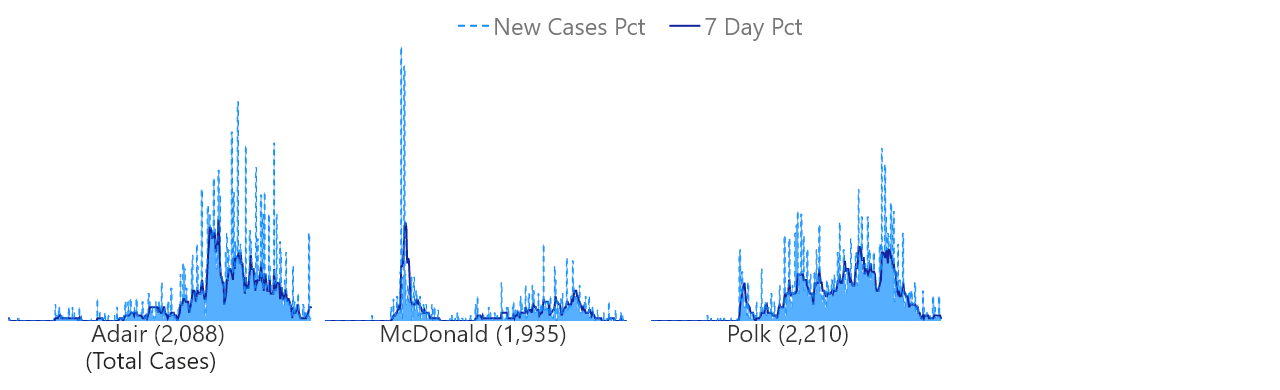 New Cases Pct 7 Day Pct
Adair (2,088) McDonald (1,935) Polk (2,210)
(Total Cases)